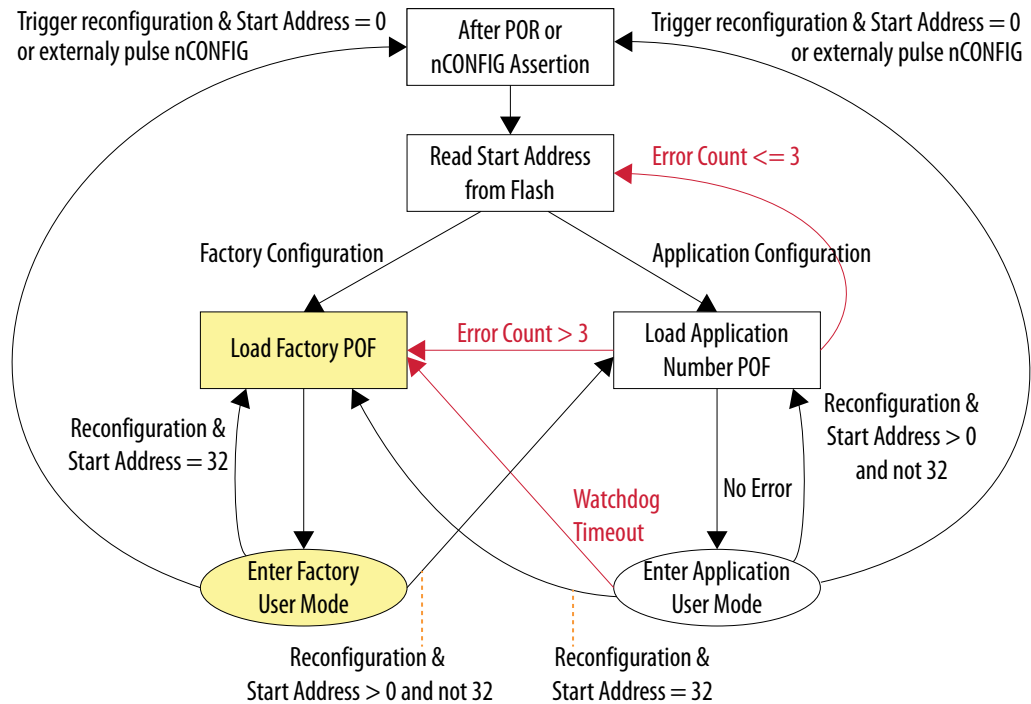 Trigger reconfiguration & Start Address = 0
or externaly pulse nCONFIG
After POR or
nCONFIG Assertion
Trigger reconfiguration & Start Address = 0
or externaly pulse nCONFIG
Read Start Address
from Flash
Error Count <= 3
Factory Configuration
Application Configuration
Load Factory POF
Error Count > 3
Load Application
Number POF
Reconfiguration &
Start Address = 32
Reconfiguration &
Start Address > 0
and not 32
Watchdog
Timeout
No Error
Enter Factory
User Mode
Enter Application
User Mode
Reconfiguration &
Start Address > 0 and not 32
Reconfiguration &
Start Address = 32